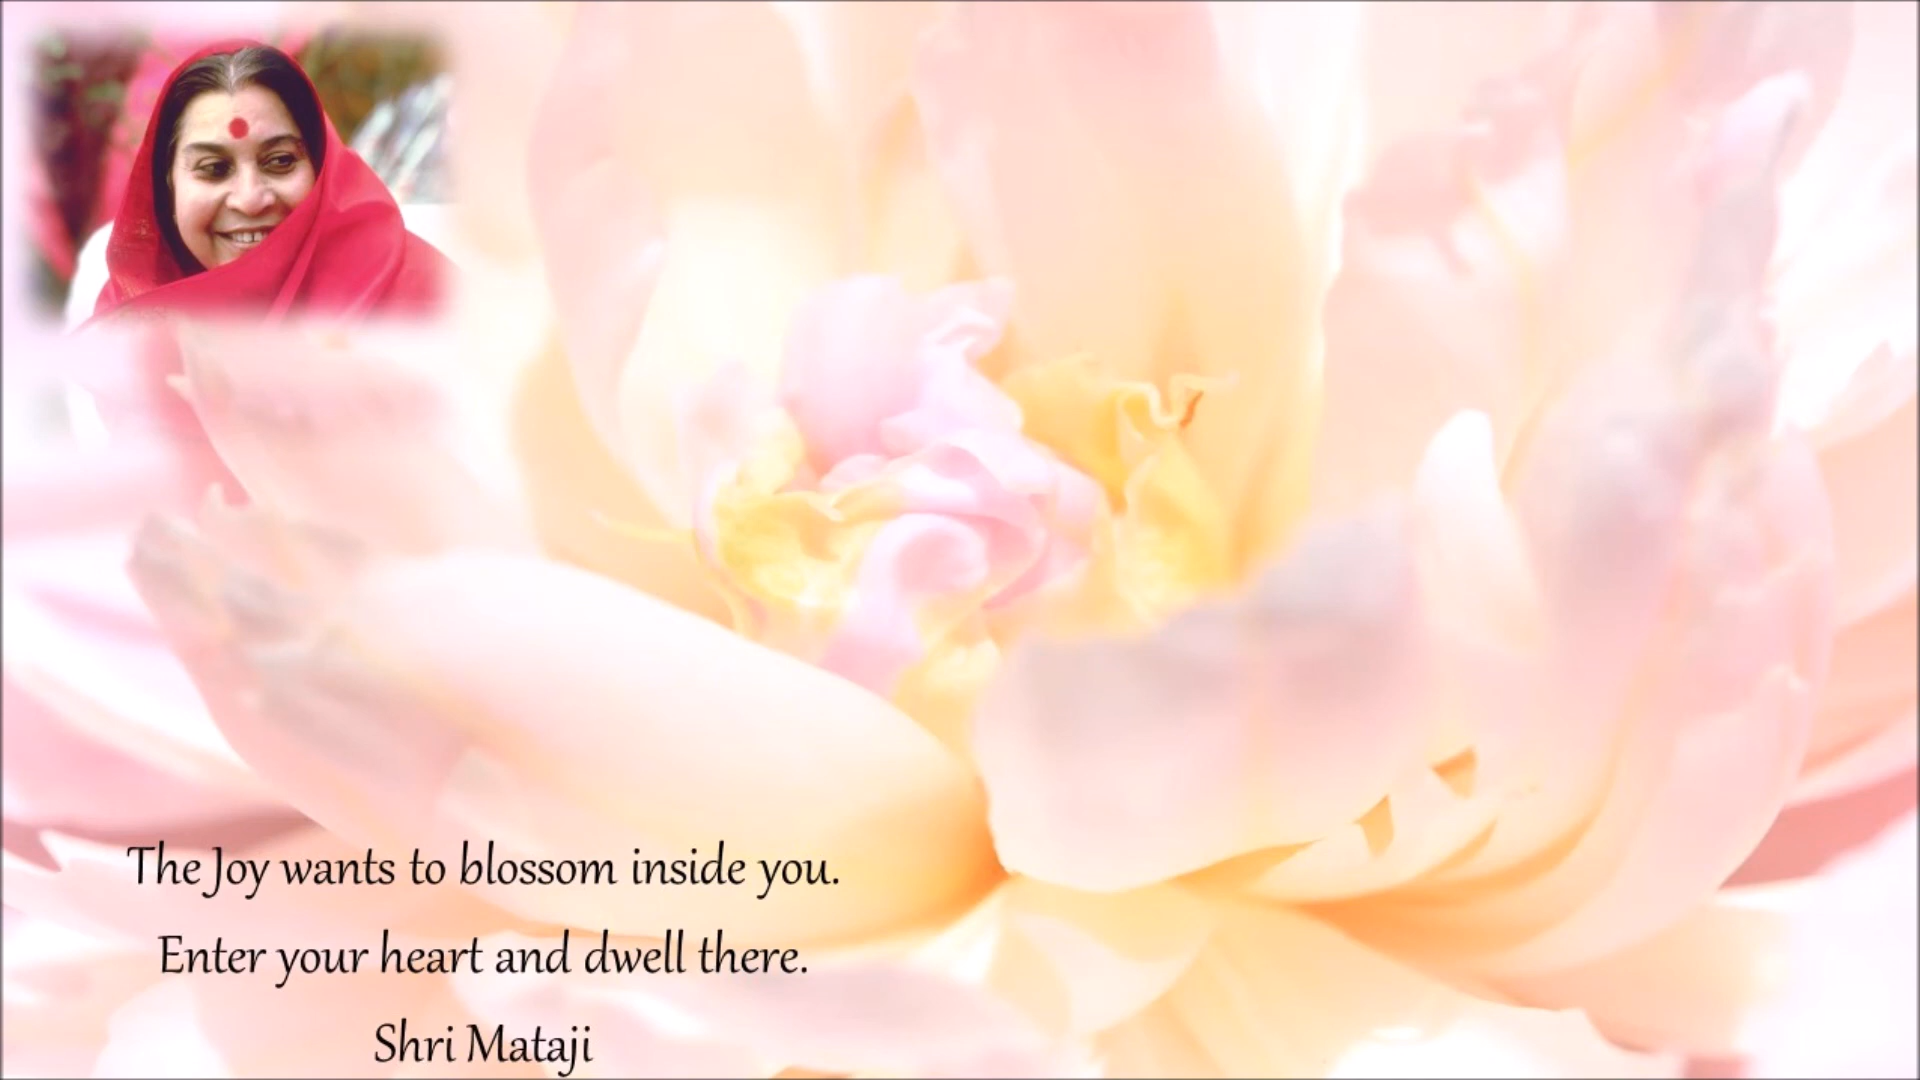 The Joy wants to blossom inside you.
Enter your heart and dwell there.
Shri Mataji